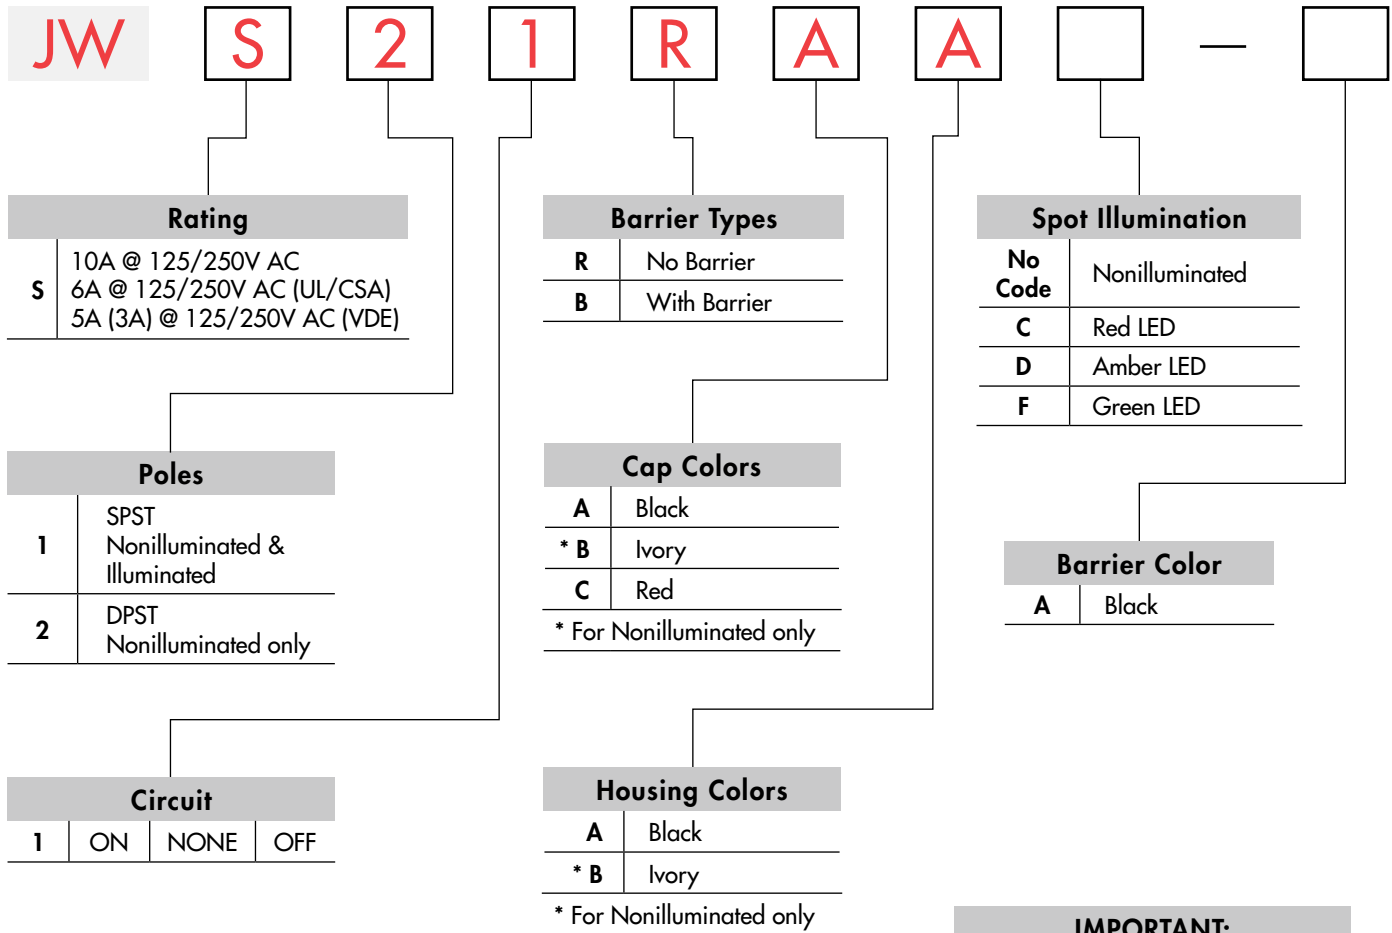 JW S 2 1 R A A —
Rating
S 10A @ 125/250V AC
6A @ 125/250V AC (UL/CSA)
5A (3A) @ 125/250V AC (VDE)
Poles
1 SPST
Nonilluminated &
Illuminated
2 DPST
Nonilluminated only
Circuit
1 ON NONE OFF
Barrier Types
R No Barrier
B With Barrier
Cap Colors
A Black
* B Ivory
C Red
* For Nonilluminated only
Housing Colors
A Black
* B Ivory
* For Nonilluminated only
Spot Illumination
No
Code Nonilluminated
C Red LED
D Amber LED
F Green LED
Barrier Color
A Black
IMPORTANT: